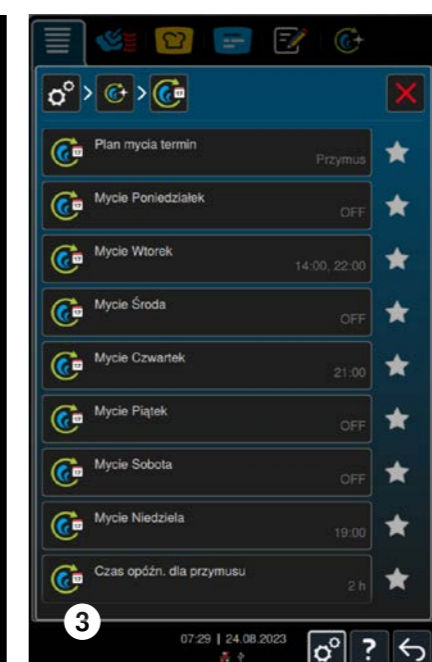 Plan mycia termin
Przymus
Mycie Poniedziałek
OFF
Mycie Wtorek
14:00, 22:00
Mycie Środa
OFF
Mycie Czwartek
21:00
Mycie Piątek
OFF
Mycie Sobota
OFF
Mycie Niedziela
19:00
Czas opóźn. dla przymusu
2 h
3
07:29 | 24.08.2023
?